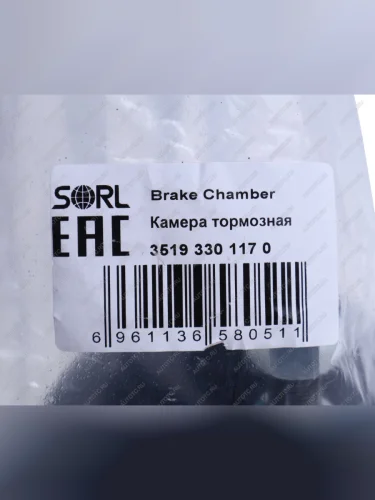 SORL
EAC
Brake Chamber
Камера тормозная
3519 330 117 0
6 961136 580511